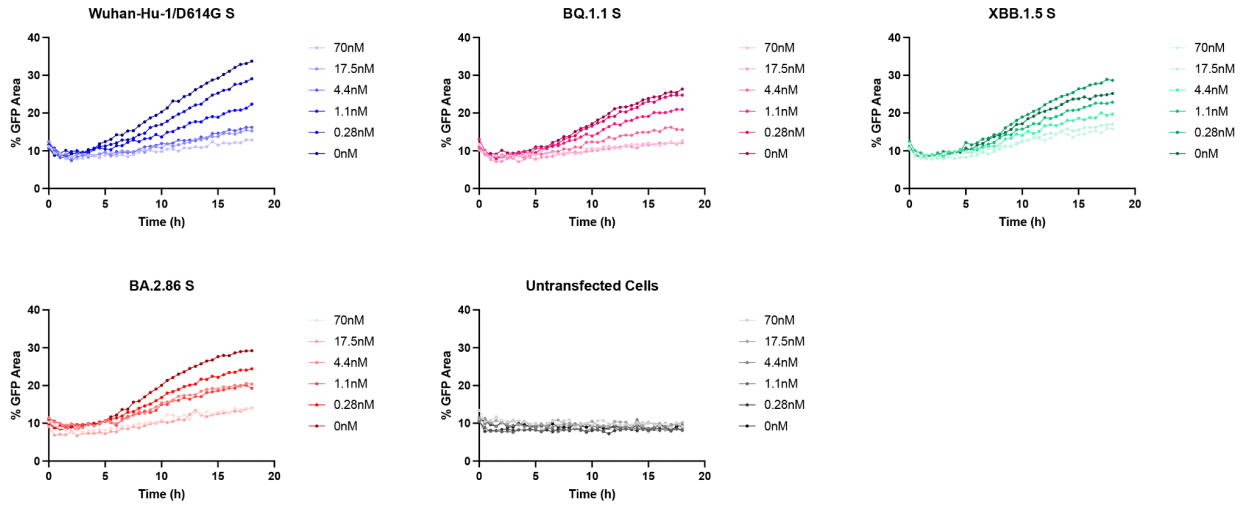 Wuhan-Hu-1/D614G S
% GFP Area
40
30
20
10
0
0 5 10 15 20
Time (h)
70nM
17.5nM
4.4nM
1.1nM
0.28nM
0nM
BQ.1.1 S
% GFP Area
40
30
20
10
0
0 5 10 15 20
Time (h)
70nM
17.5nM
4.4nM
1.1nM
0.28nM
0nM
XBB.1.5 S
% GFP Area
40
30
20
10
0
0 5 10 15 20
Time (h)
70nM
17.5nM
4.4nM
1.1nM
0.28nM
0nM
BA.2.86 S
% GFP Area
40
30
20
10
0
0 5 10 15 20
Time (h)
70nM
17.5nM
4.4nM
1.1nM
0.28nM
0nM
Untransfected Cells
% GFP Area
40
30
20
10
0
0 5 10 15 20
Time (h)
70nM
17.5nM
4.4nM
1.1nM
0.28nM
0nM